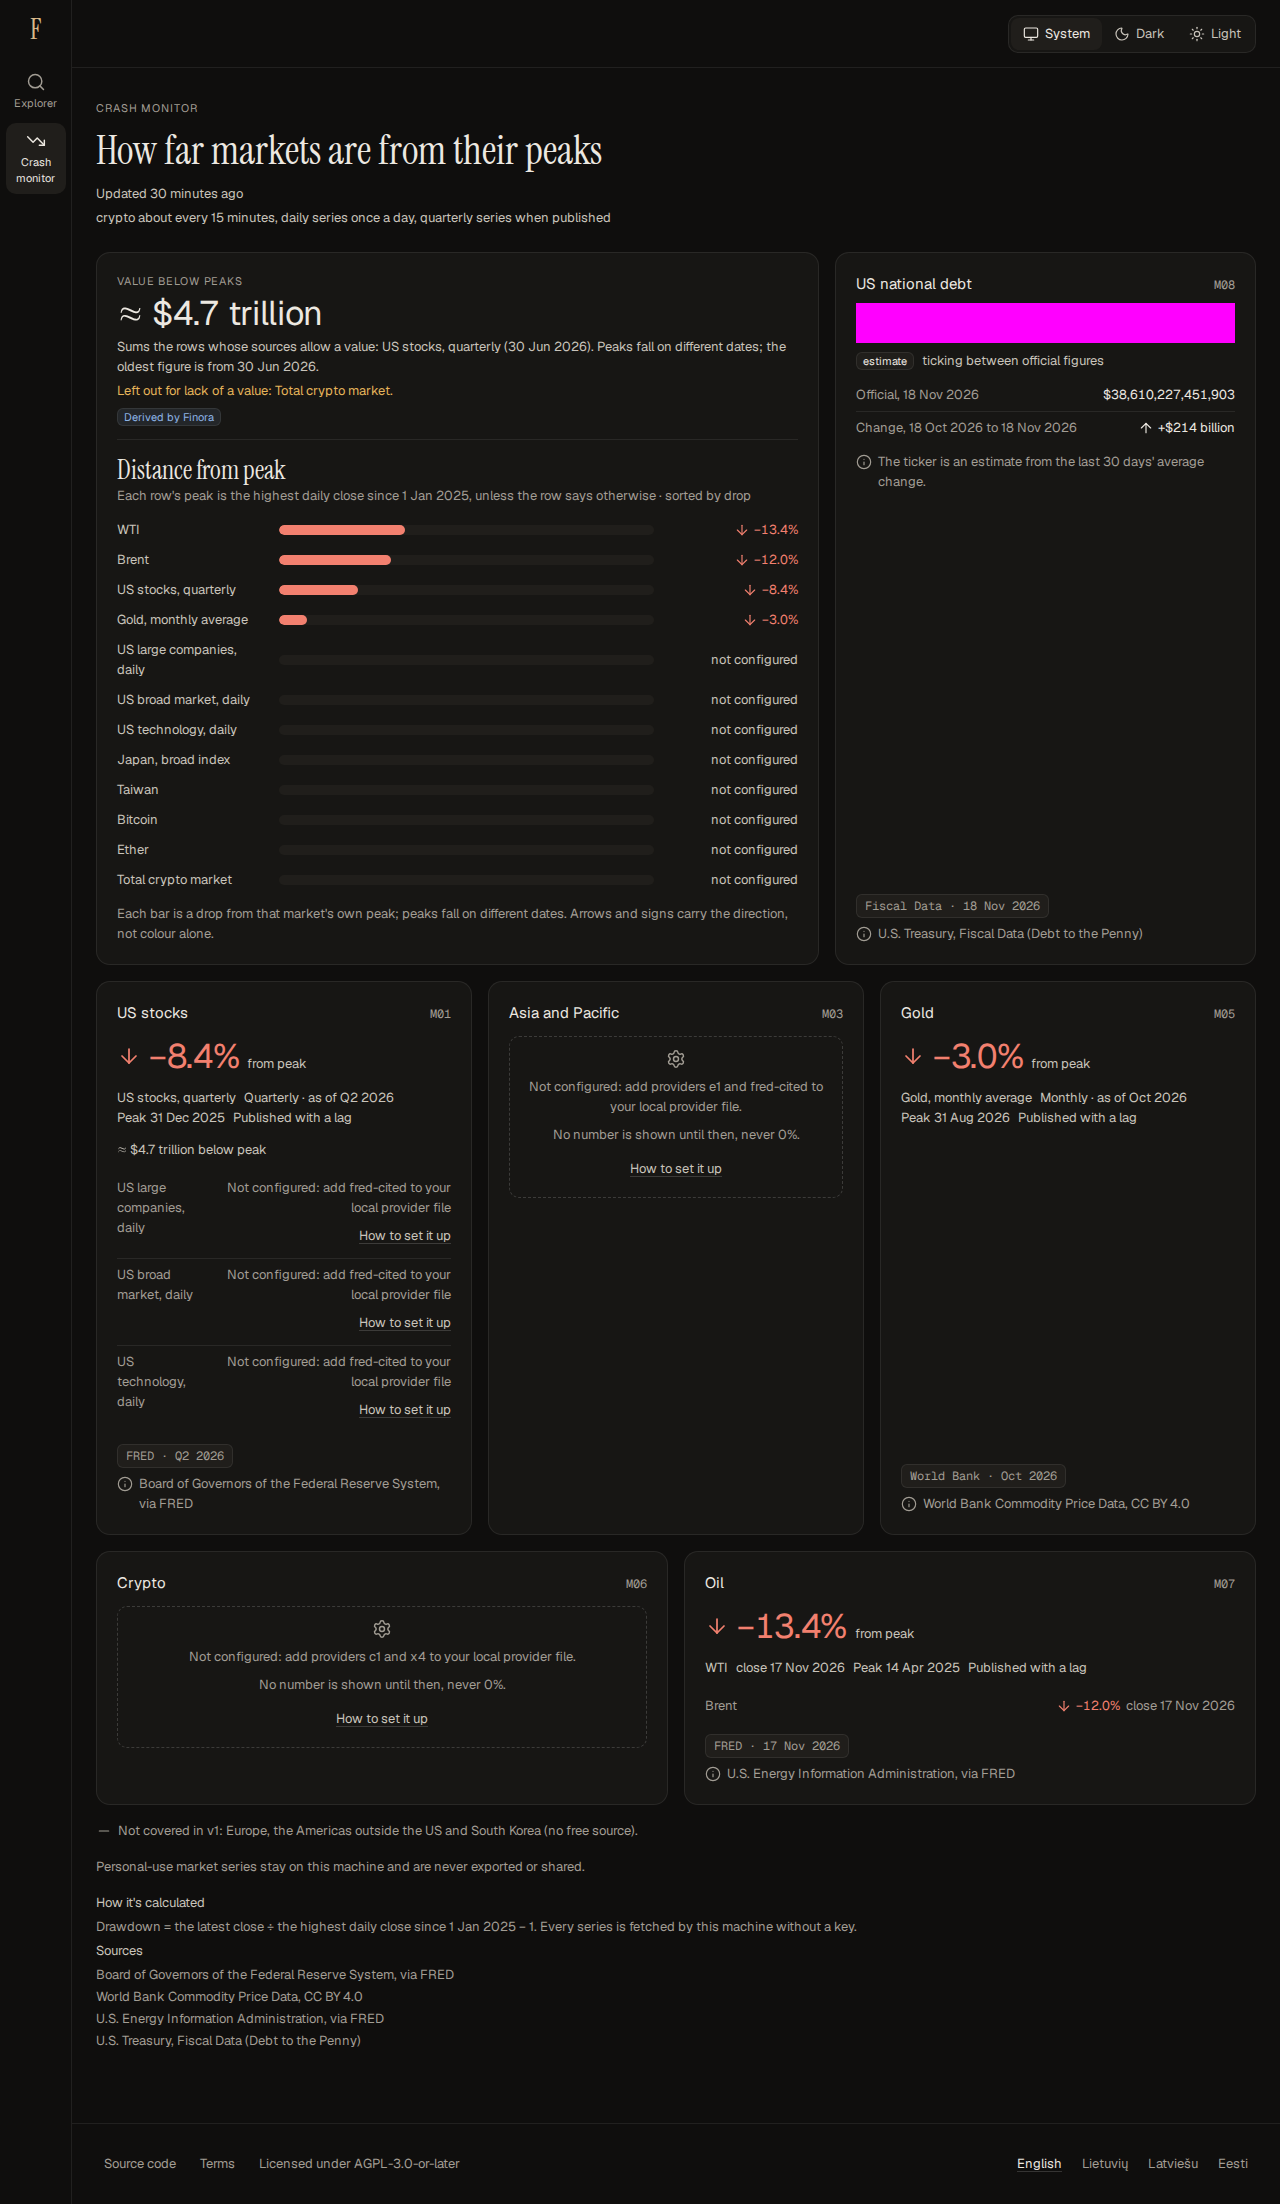 F
System
Dark
Light
Explorer
Crash
monitor
CRASH MONITOR
How far markets are from their peaks
Updated 30 minutes ago
crypto about every 15 minutes, daily series once a day, quarterly series when published
VALUE BELOW PEAKS
≈ $4.7 trillion
Sums the rows whose sources allow a value: US stocks, quarterly (30 Jun 2026). Peaks fall on different dates; the
oldest figure is from 30 Jun 2026.
Left out for lack of a value: Total crypto market.
Derived by Finora
Distance from peak
Each row's peak is the highest daily close since 1 Jan 2025, unless the row says otherwise · sorted by drop
WTI ↓ −13.4%
Brent ↓ −12.0%
US stocks, quarterly ↓ −8.4%
Gold, monthly average ↓ −3.0%
US large companies,
daily
not configured
US broad market, daily not configured
US technology, daily not configured
Japan, broad index not configured
Taiwan not configured
Bitcoin not configured
Ether not configured
Total crypto market not configured
Each bar is a drop from that market's own peak; peaks fall on different dates. Arrows and signs carry the direction,
not colour alone.
US national debt M08
estimate ticking between official figures
Official, 18 Nov 2026 $38,610,227,451,903
Change, 18 Oct 2026 to 18 Nov 2026 ↑ +$214 billion
The ticker is an estimate from the last 30 days' average
change.
Fiscal Data · 18 Nov 2026
U.S. Treasury, Fiscal Data (Debt to the Penny)
US stocks M01
↓ −8.4% from peak
US stocks, quarterly Quarterly · as of Q2 2026
Peak 31 Dec 2025 Published with a lag
≈ $4.7 trillion below peak
US large
companies,
daily
Not configured: add fred-cited to your
local provider file
How to set it up
US broad
market, daily
Not configured: add fred-cited to your
local provider file
How to set it up
US
technology,
daily
Not configured: add fred-cited to your
local provider file
How to set it up
FRED · Q2 2026
Board of Governors of the Federal Reserve System,
via FRED
Asia and Pacific M03
Not configured: add providers e1 and fred-cited to
your local provider file.
No number is shown until then, never 0%.
How to set it up
Gold M05
↓ −3.0% from peak
Gold, monthly average Monthly · as of Oct 2026
Peak 31 Aug 2026 Published with a lag
World Bank · Oct 2026
World Bank Commodity Price Data, CC BY 4.0
Crypto M06
Not configured: add providers c1 and x4 to your local provider file.
No number is shown until then, never 0%.
How to set it up
Oil M07
↓ −13.4% from peak
WTI close 17 Nov 2026 Peak 14 Apr 2025 Published with a lag
Brent ↓ −12.0% close 17 Nov 2026
FRED · 17 Nov 2026
U.S. Energy Information Administration, via FRED
— Not covered in v1: Europe, the Americas outside the US and South Korea (no free source).
Personal-use market series stay on this machine and are never exported or shared.
How it's calculated
Drawdown = the latest close ÷ the highest daily close since 1 Jan 2025 − 1. Every series is fetched by this machine without a key.
Sources
Board of Governors of the Federal Reserve System, via FRED
World Bank Commodity Price Data, CC BY 4.0
U.S. Energy Information Administration, via FRED
U.S. Treasury, Fiscal Data (Debt to the Penny)
Source code Terms Licensed under AGPL-3.0-or-later
English Lietuvių Latviešu Eesti